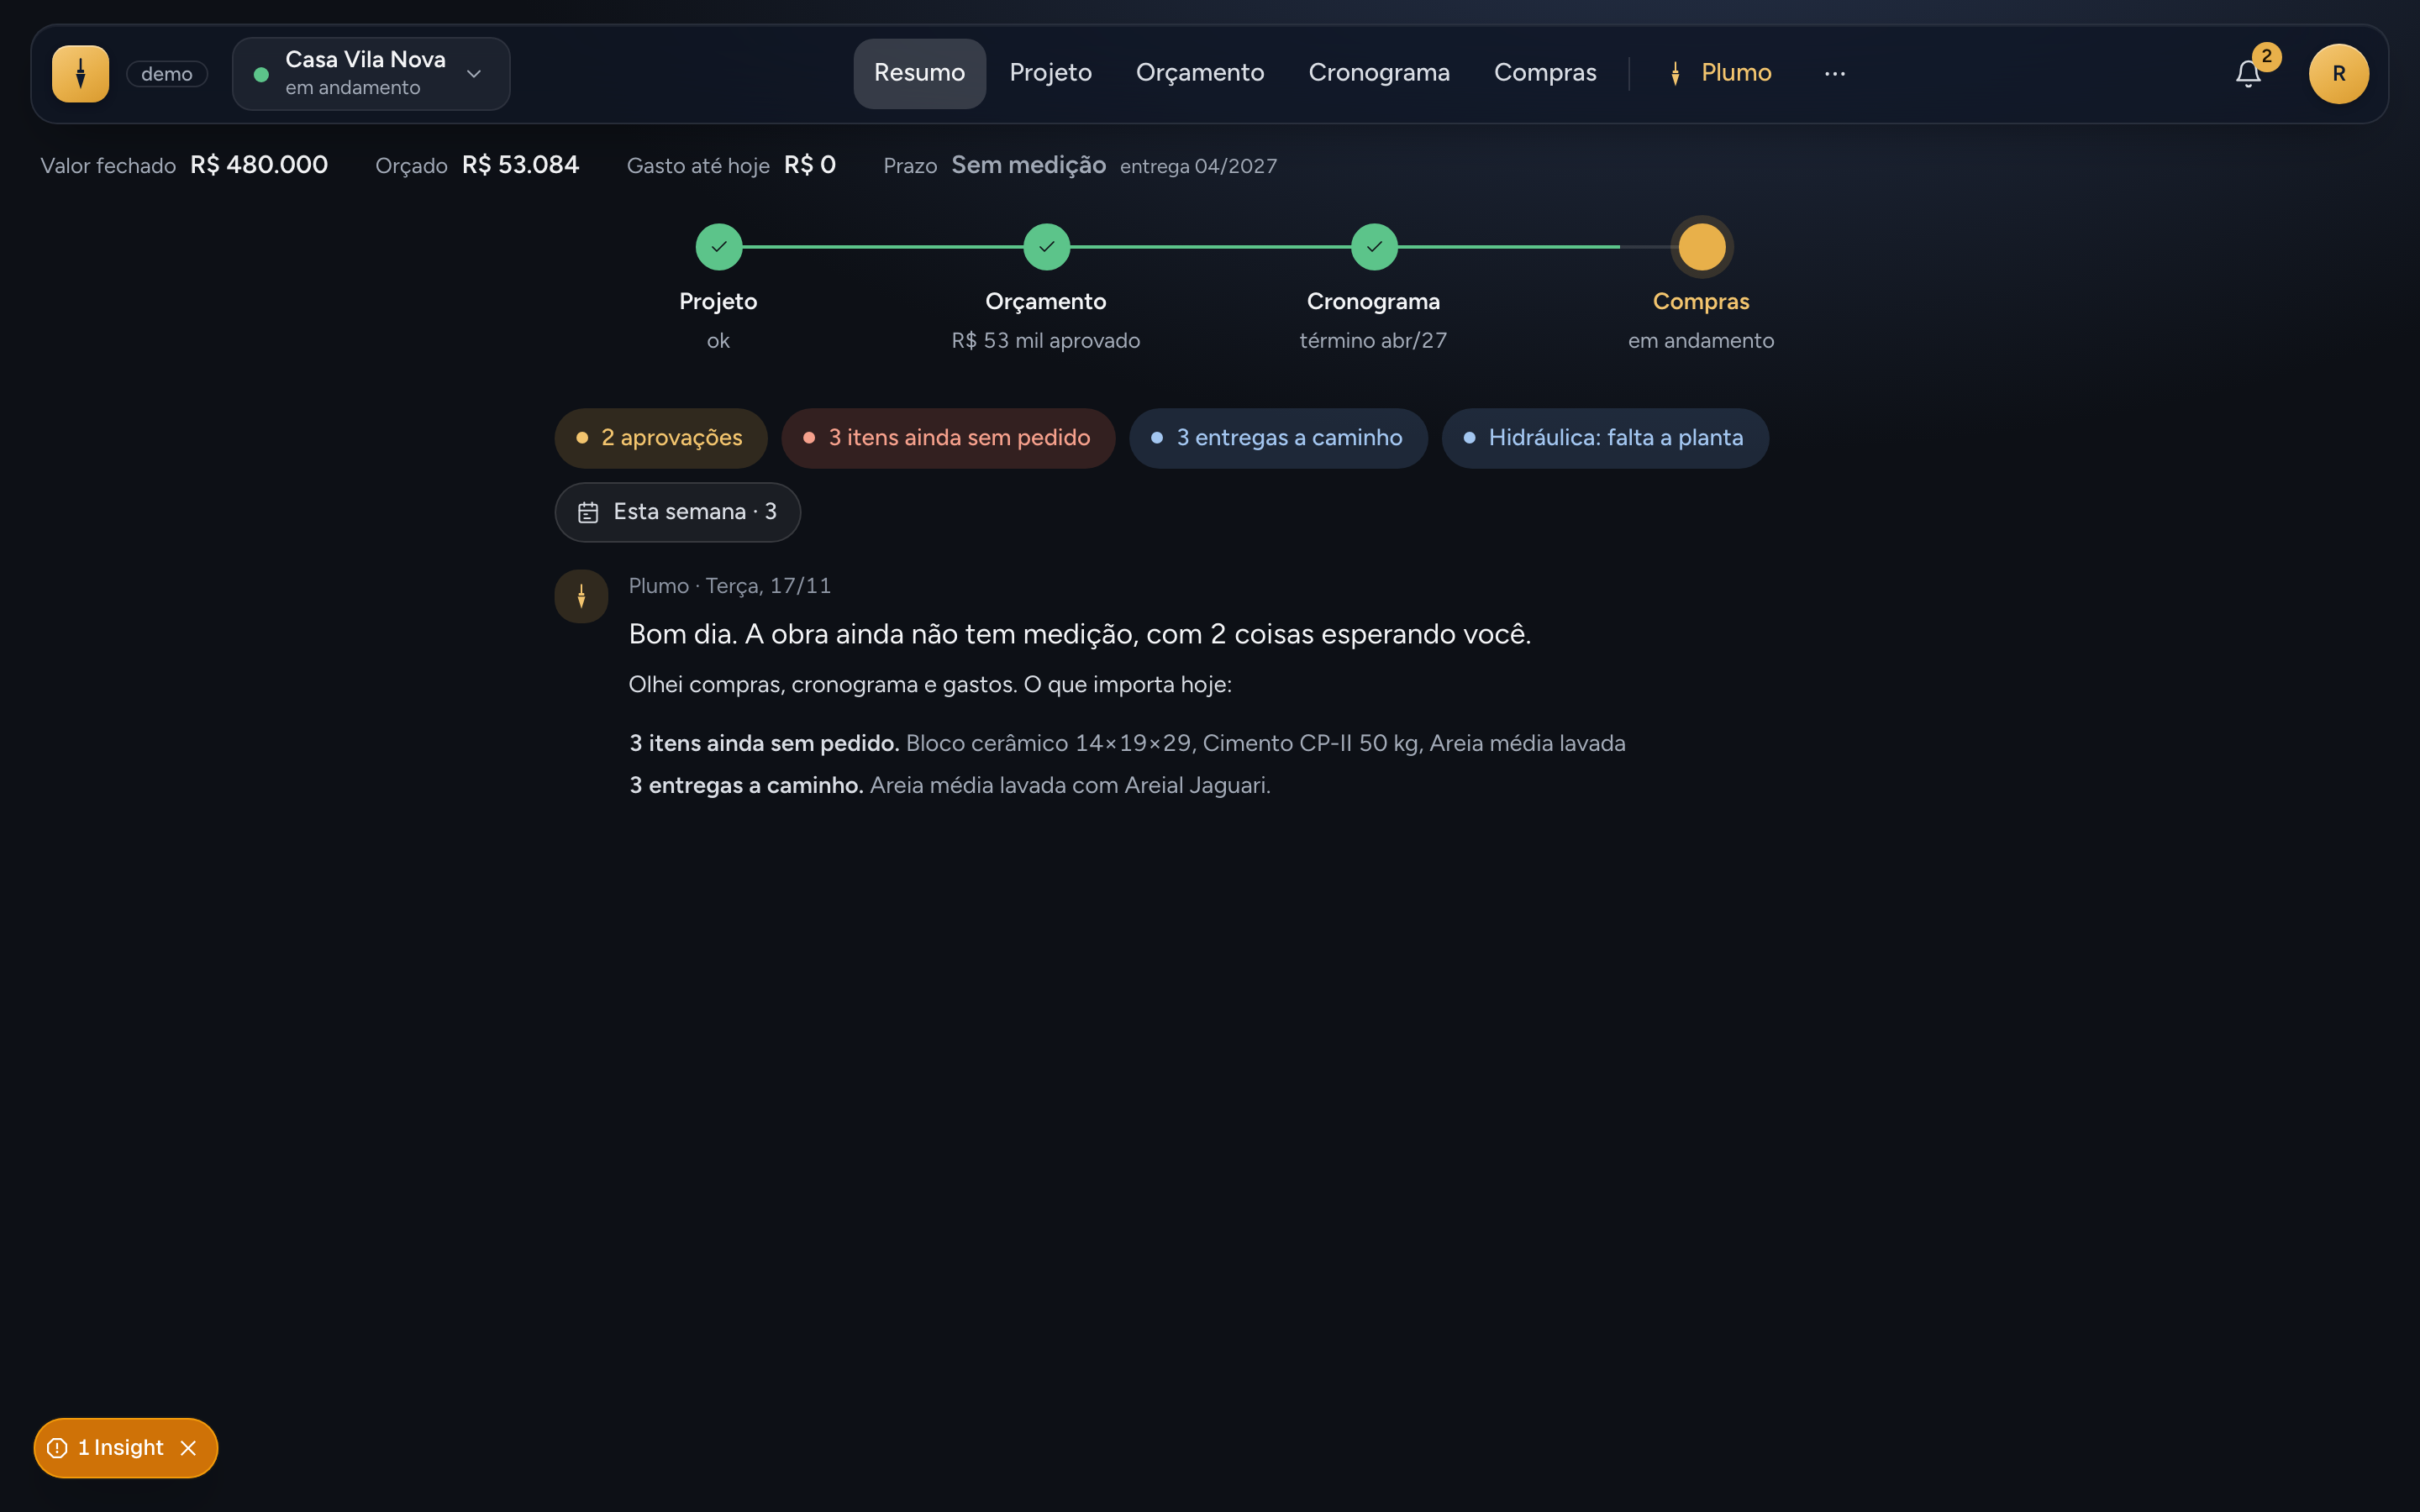 demo
Casa Vila Nova
em andamento
Resumo
Projeto
Orçamento
Cronograma
Compras
Plumo
2
R
Valor fechado R$ 480.000
Orçado R$ 53.084
Gasto até hoje R$ 0
Prazo Sem medição entrega 04/2027
Projeto
ok
Orçamento
R$ 53 mil aprovado
Cronograma
término abr/27
Compras
em andamento
2 aprovações
3 itens ainda sem pedido
3 entregas a caminho
Hidráulica: falta a planta
Esta semana · 3
Plumo · Terça, 17/11
Bom dia. A obra ainda não tem medição, com 2 coisas esperando você.
Olhei compras, cronograma e gastos. O que importa hoje:
3 itens ainda sem pedido. Bloco cerâmico 14×19×29, Cimento CP-II 50 kg, Areia média lavada
3 entregas a caminho. Areia média lavada com Areial Jaguari.
1 Insight